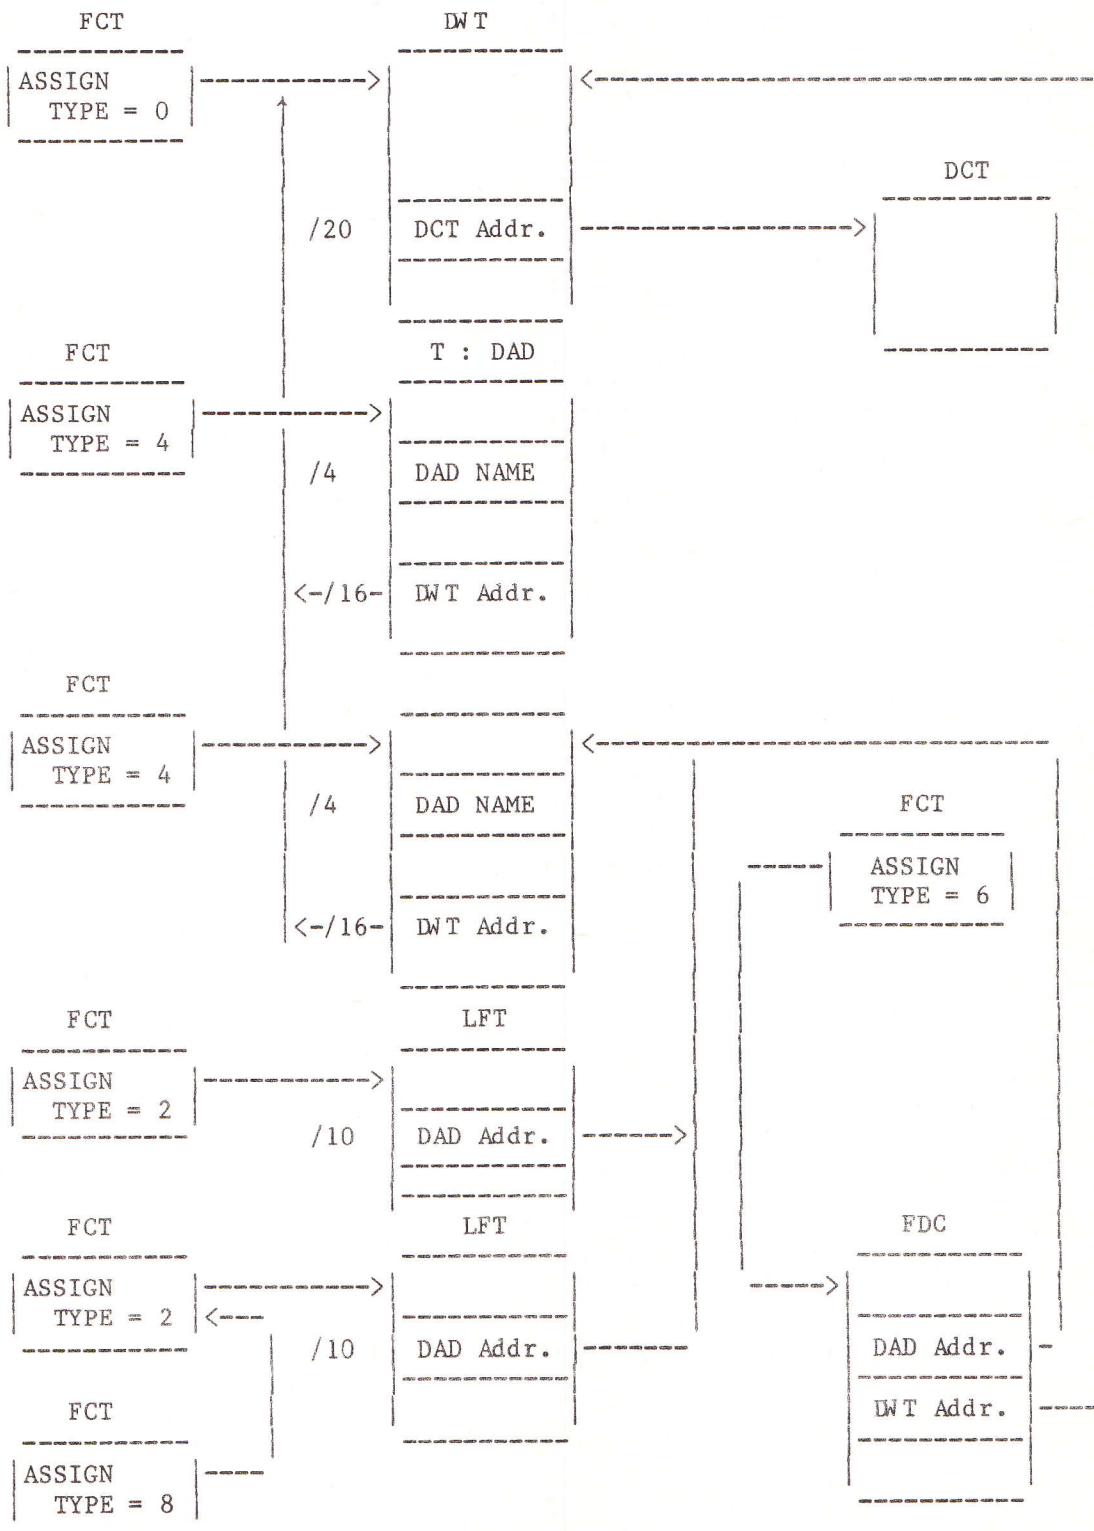 FCT
DWT
ASSIGN
TYPE = 0
DCT
/20
DCT Addr.
FCT
T : DAD
ASSIGN
TYPE = 4
/4
DAD NAME
<-/16-
DWT Addr.
FCT
ASSIGN
TYPE = 4
/4
DAD NAME
FCT
ASSIGN
TYPE = 6
<-/16-
DWT Addr.
FCT
LFT
ASSIGN
TYPE = 2
/10
DAD Addr.
FCT
LFT
FDC
ASSIGN
TYPE = 2
/10
DAD Addr.
DAD Addr.
FCT
DWT Addr.
ASSIGN
TYPE = 8